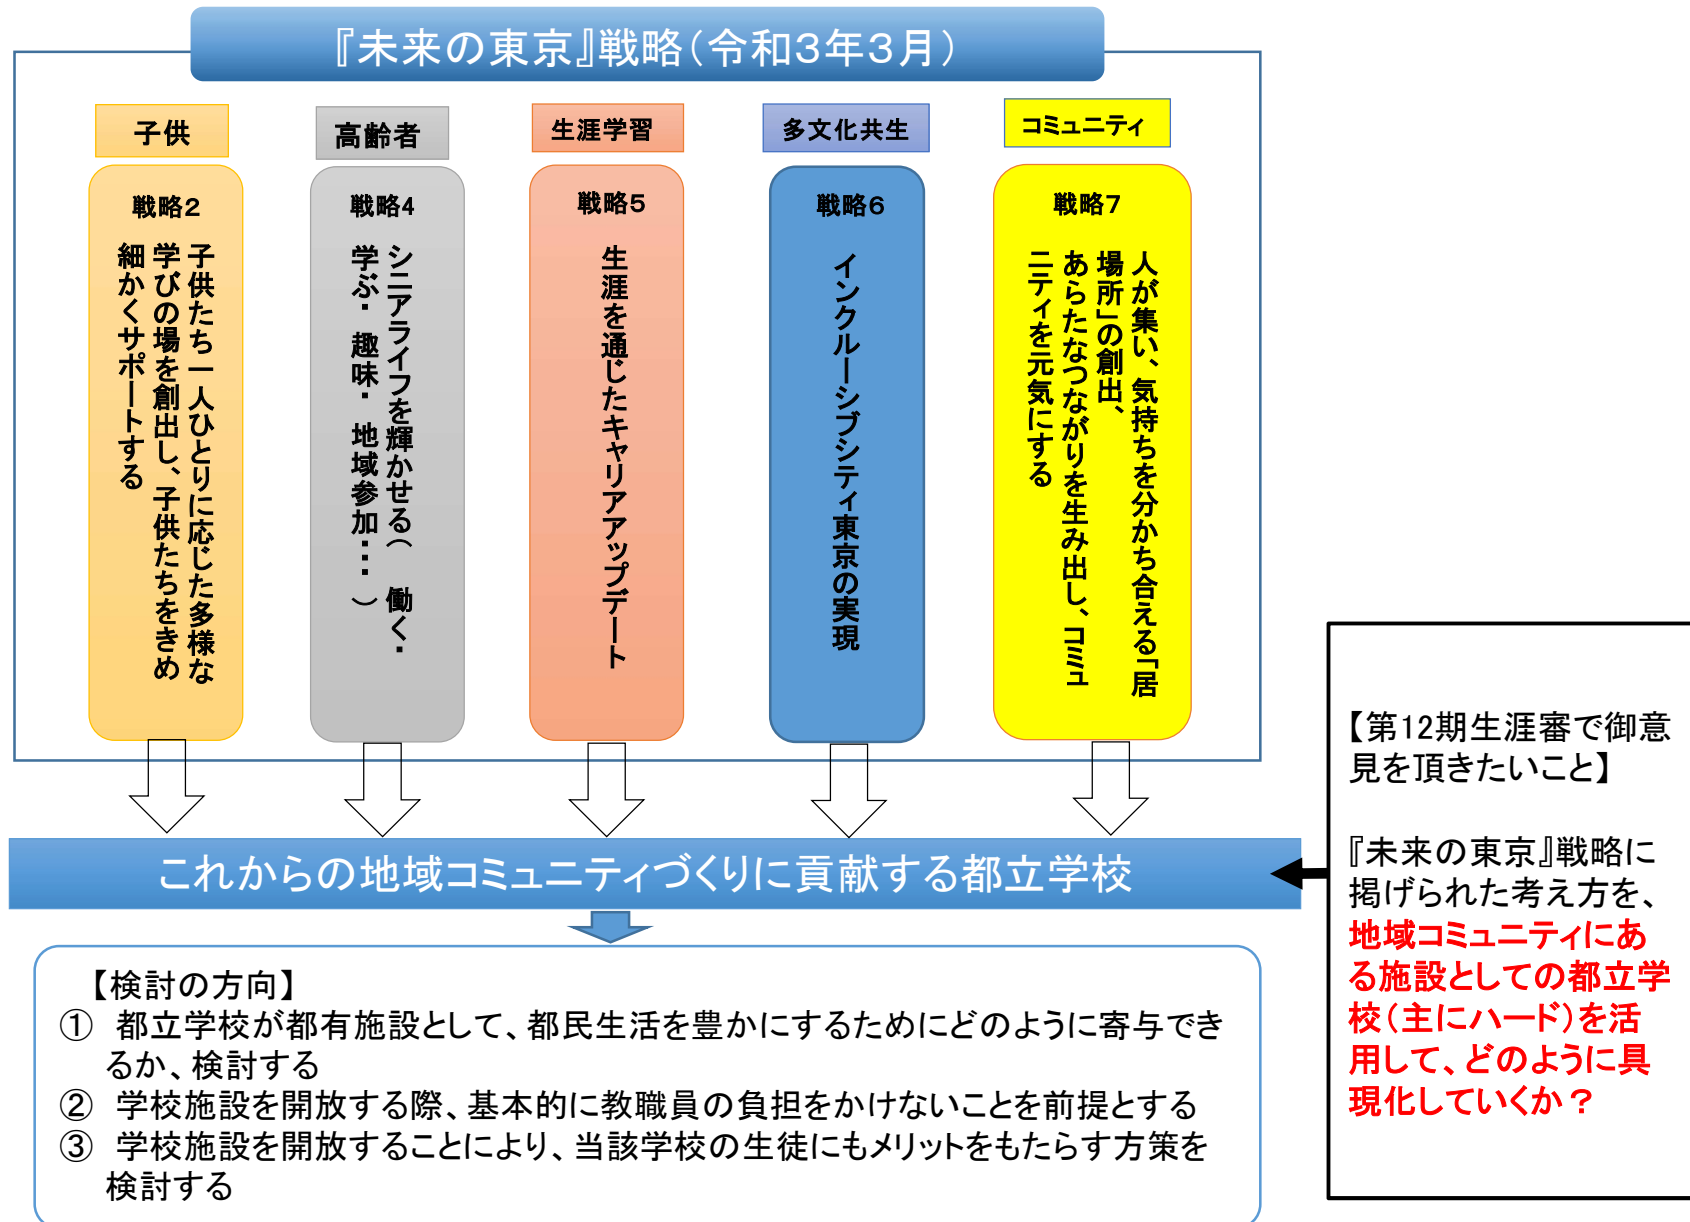 『未来の東京』戦略（令和３年３月）
子供
戦略２
子供たち一人ひとりに応じた多様な
学びの場を創出し、子供たちをきめ
細かくサポートする
高齢者
戦略4
シニアライフを輝かせる（　働く・
学ぶ・ 趣味・ 地域参加・・・）
生涯学習
戦略５
生涯を通じたキャリアアップデート
多文化共生
戦略６
インクルーシブシティ東京の実現
コミュニティ
戦略７
人が集い、気持ちを分かち合える「居
場所」の創出、
あらたなつながりを生み出し、コミュ
ニティを元気にする
これからの地域コミュニティづくりに貢献する都立学校
【検討の方向】
①　都立学校が都有施設として、都民生活を豊かにするためにどのように寄与でき
るか、検討する
②　学校施設を開放する際、基本的に教職員の負担をかけないことを前提とする
③　学校施設を開放することにより、当該学校の生徒にもメリットをもたらす方策を
検討する
【第12期生涯審で御意
見を頂きたいこと】
『未来の東京』戦略に
掲げられた考え方を、
地域コミュニティにあ
る施設としての都立学
校（主にハード）を活
用して、どのように具
現化していくか？